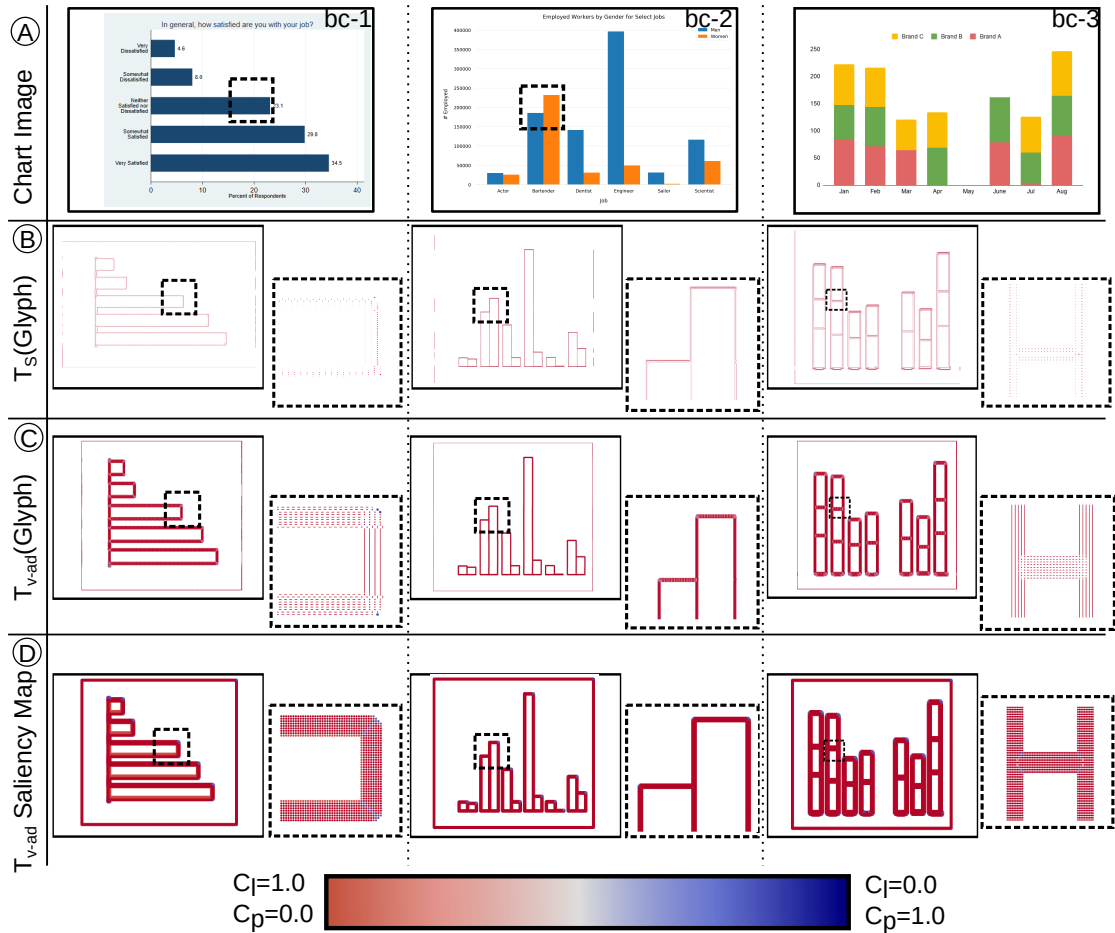 A
Chart Image
bc-1
In general, how satisfied are you with your job?
Very
Dissatisfied
4.6
Somewhat
Dissatisfied
8.0
Neither
Satisfied nor
Dissatisfied
3.1
Somewhat
Satisfied
29.8
Very Satisfied
34.5
0 10 20 30 40
Percent of Respondents
bc-2
Employed Workers by Gender for Select Jobs
Men
Women
400000
350000
300000
250000
200000
150000
100000
50000
0
# Employed
Actor Bartender Dentist Engineer Sailor Scientist
Job
bc-3
Brand C Brand B Brand A
250
200
150
100
50
0
Jan Feb Mar Apr May June Jul Aug
B
TS(Glyph)
C
Tv-ad(Glyph)
D
Tv-ad Saliency Map
Cl=1.0
Cp=0.0
Cl=0.0
Cp=1.0